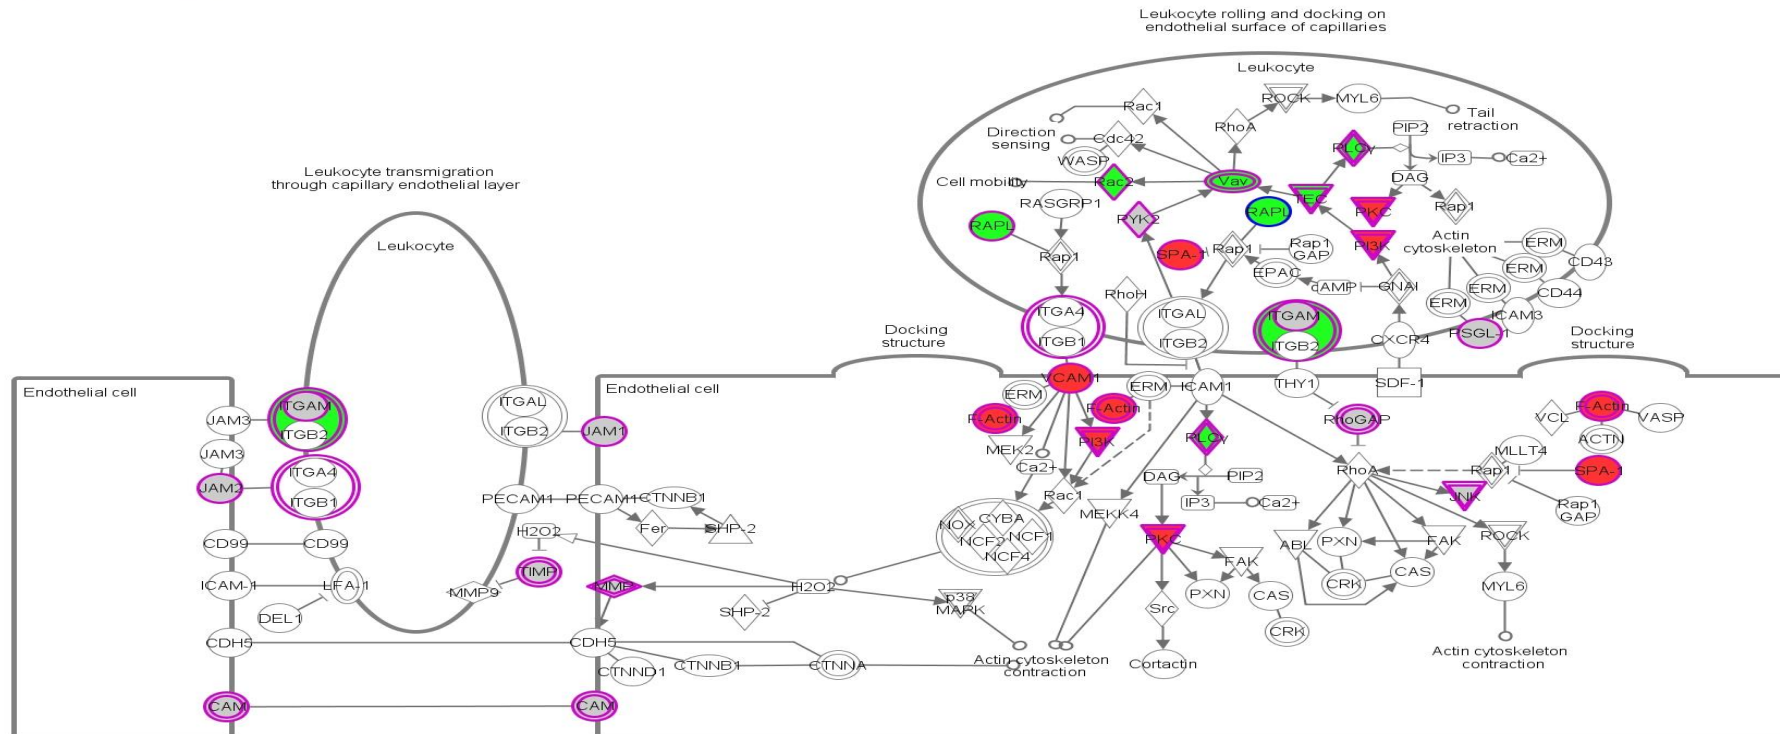 Leukocyte rolling and docking on
endothelial surface of capillaries
Leukocyte
Rac1
ROCK
MYL6
Tail
retraction
Direction
sensing
Cdc42
RhoA
PIP2
WASP
PLCγ
IP3
Ca2+
Cell mobility
Rac2
Vav
TEC
DAG
RASGRP1
PYK2
RAPL
PKC
Rap1
RAPL
Rap1
SPA-1
Rap1
Rap1
GAP
PI3K
Actin
cytoskeleton
ERM
CD43
EPAC
ERM
RhoH
cAMP
GNAI
ERM
CD44
ERM
ICAM3
ITGA4
ITGB1
ITGAL
ITGB2
ITGAM
ITGB2
CXCR4
PSGL-1
Docking
structure
Docking
structure
Leukocyte transmigration
through capillary endothelial layer
Leukocyte
Endothelial cell
Endothelial cell
JAM3
ITGAM
ITGB2
ITGAL
ITGB2
JAM1
JAM3
JAM2
ITGA4
ITGB1
PECAM1
PECAM1
CTNNB1
Fer
SHP-2
CD99
CD99
H2O2
TIMP
ICAM-1
LFA-1
MMP9
MMP
H2O2
DEL1
SHP-2
p38
MAPK
CDH5
CDH5
CTNND1
CTNNB1
CTNNA
CAM
CAM
VCAM1
ERM
ERM
ICAM1
THY1
SDF-1
F-Actin
F-Actin
MEK2
PI3K
PLCγ
RhoGAP
Ca2+
Rac1
MEKK4
DAG
PIP2
IP3
Ca2+
NOX
CYBA
NCF2
NCF1
NCF4
PKC
FAK
PXN
CAS
Src
CRK
Cortactin
Actin cytoskeleton
contraction
VCL
F-Actin
VASP
ACTN
MLLT4
RhoA
Rap1
SPA-1
JNK
Rap1
GAP
ABL
PXN
FAK
ROCK
CRK
CAS
MYL6
Actin cytoskeleton
contraction